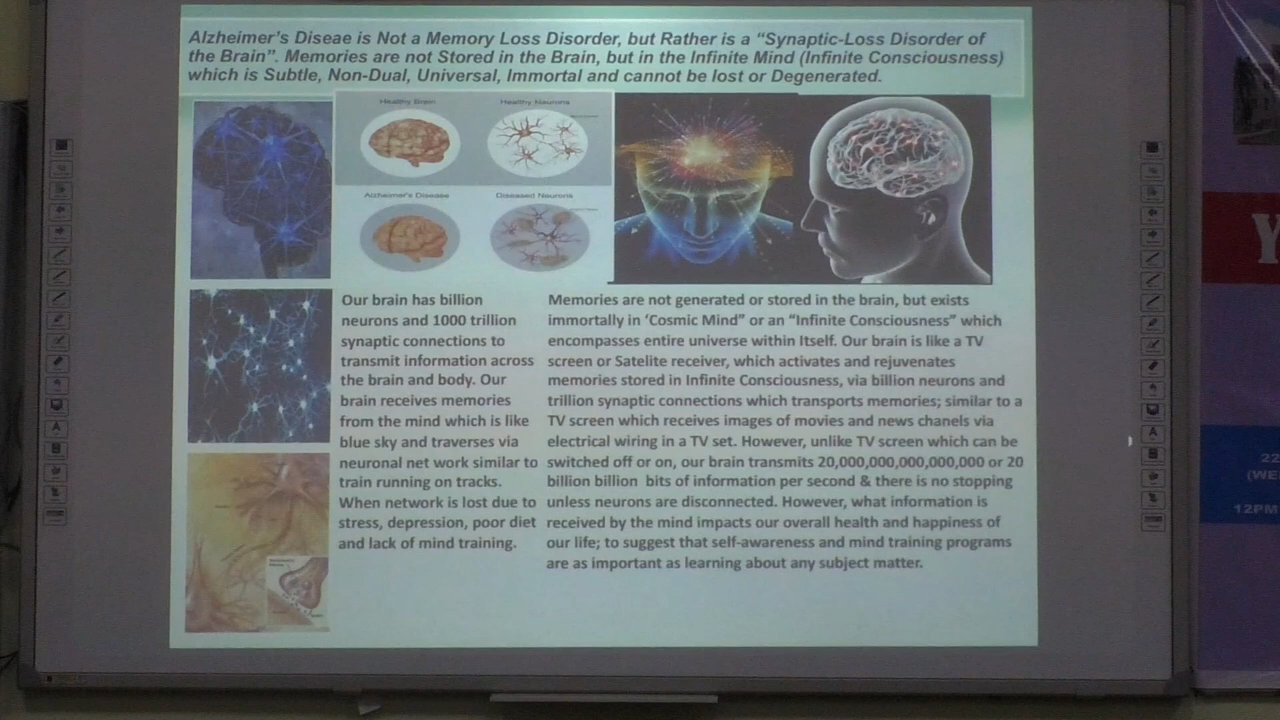 Alzheimer's Diseae is Not a Memory Loss Disorder, but Rather is a "Synaptic-Loss Disorder of
the Brain". Memories are not Stored in the Brain, but in the Infinite Mind (Infinite Consciousness)
which is Subtle, Non-Dual, Universal, Immortal and cannot be lost or Degenerated.
Healthy Brain
Healthy Neurons
Alzheimer's Disease
Diseased Neurons
Our brain has billion
neurons and 1000 trillion
synaptic connections to
transmit information across
the brain and body. Our
brain receives memories
from the mind which is like
blue sky and traverses via
neuronal net work similar to
train running on tracks.
When network is lost due to
stress, depression, poor diet
and lack of mind training.
Memories are not generated or stored in the brain, but exists
immortally in 'Cosmic Mind" or an "Infinite Consciousness" which
encompasses entire universe within Itself. Our brain is like a TV
screen or Satelite receiver, which activates and rejuvenates
memories stored in Infinite Consciousness, via billion neurons and
trillion synaptic connections which transports memories; similar to a
TV screen which receives images of movies and news chanels via
electrical wiring in a TV set. However, unlike TV screen which can be
switched off or on, our brain transmits 20,000,000,000,000,000 or 20
billion billion bits of information per second & there is no stopping
unless neurons are disconnected. However, what information is
received by the mind impacts our overall health and happiness of
our life; to suggest that self-awareness and mind training programs
are as important as learning about any subject matter.
Y
22
(WE
12PM